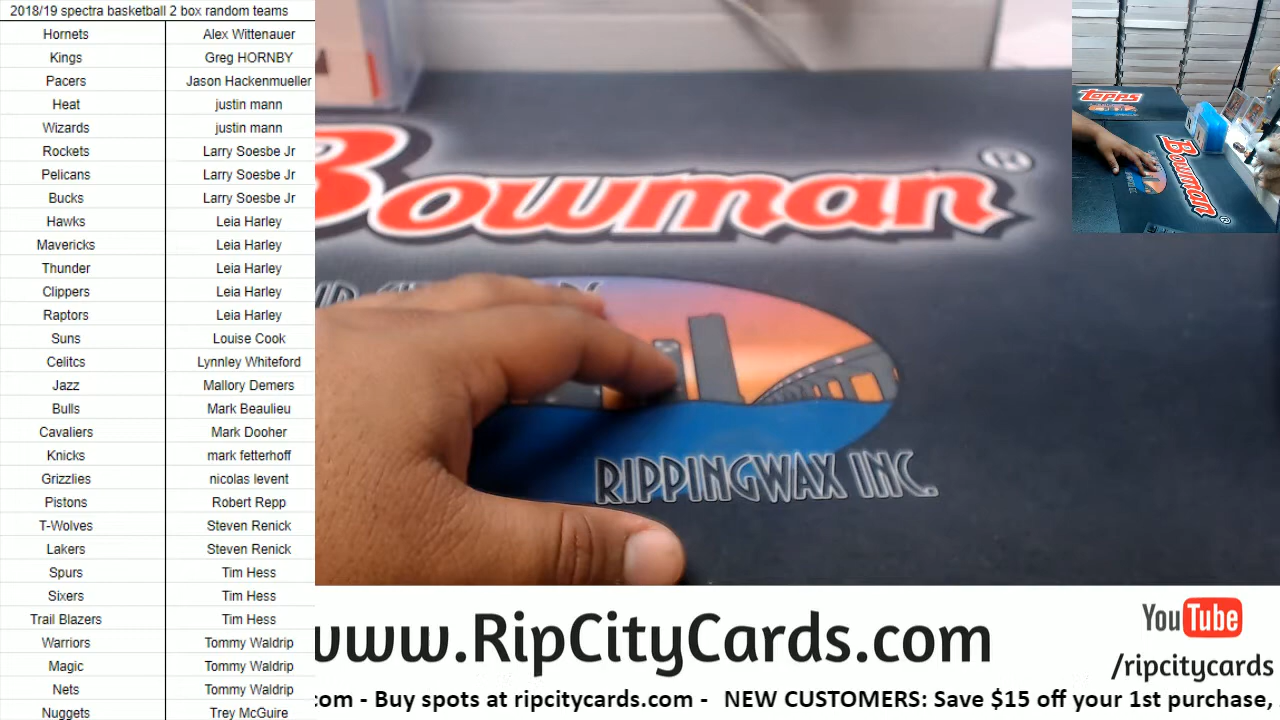 2018/19 spectra basketball 2 box random teams
Hornets Alex Wittenauer
Kings Greg HORNBY
Pacers Jason Hackenmueller
Heat justin mann
Wizards justin mann
Rockets Larry Soesbe Jr
Pelicans Larry Soesbe Jr
Bucks Larry Soesbe Jr
Hawks Leia Harley
Mavericks Leia Harley
Thunder Leia Harley
Clippers Leia Harley
Raptors Leia Harley
Suns Louise Cook
Celitcs Lynnley Whiteford
Jazz Mallory Demers
Bulls Mark Beaulieu
Cavaliers Mark Dooher
Knicks mark fetterhoff
Grizzlies nicolas levent
Pistons Robert Repp
T-Wolves Steven Renick
Lakers Steven Renick
Spurs Tim Hess
Sixers Tim Hess
Trail Blazers Tim Hess
Warriors Tommy Waldrip
Magic Tommy Waldrip
Nets Tommy Waldrip
Nuggets Trey McGuire
Bowman ®
RIPPINGWAX INC.
Topps
Bowman ®
www.RipCityCards.com
YouTube
/ripcitycards
.com - Buy spots at ripcitycards.com - NEW CUSTOMERS: Save $15 off your 1st purchase,